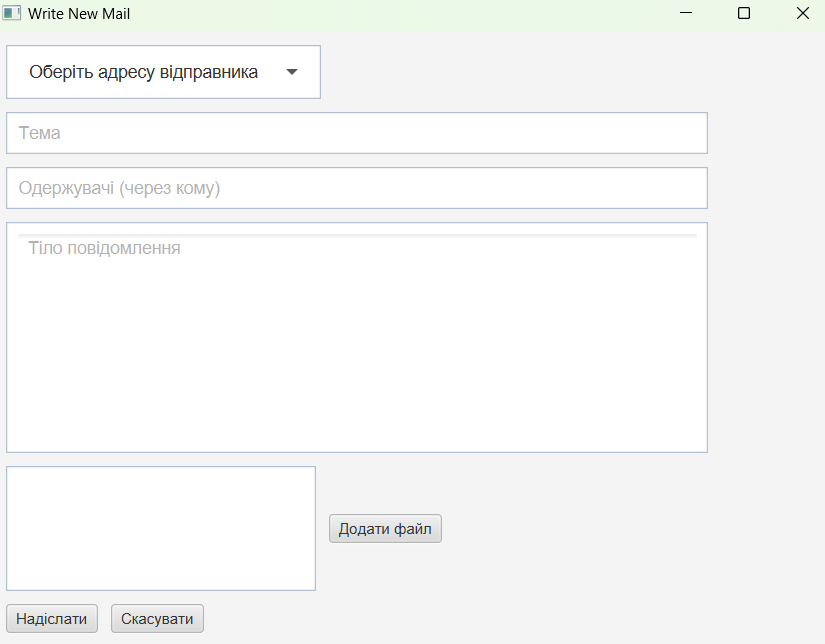 Write New Mail
Оберіть адресу відправника
Тема
Одержувачі (через кому)
Тіло повідомлення
Додати файл
Надіслати
Скасувати